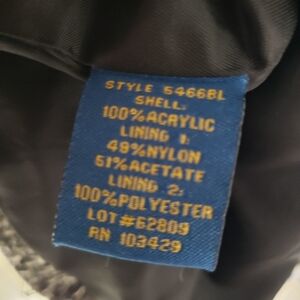 STYLE 5466BL
SHELL:
100%ACRYLIC
LINING 1:
49%NYLON
51%ACETATE
LINING 2:
100%POLYESTER
LOT#62809
RN 103429